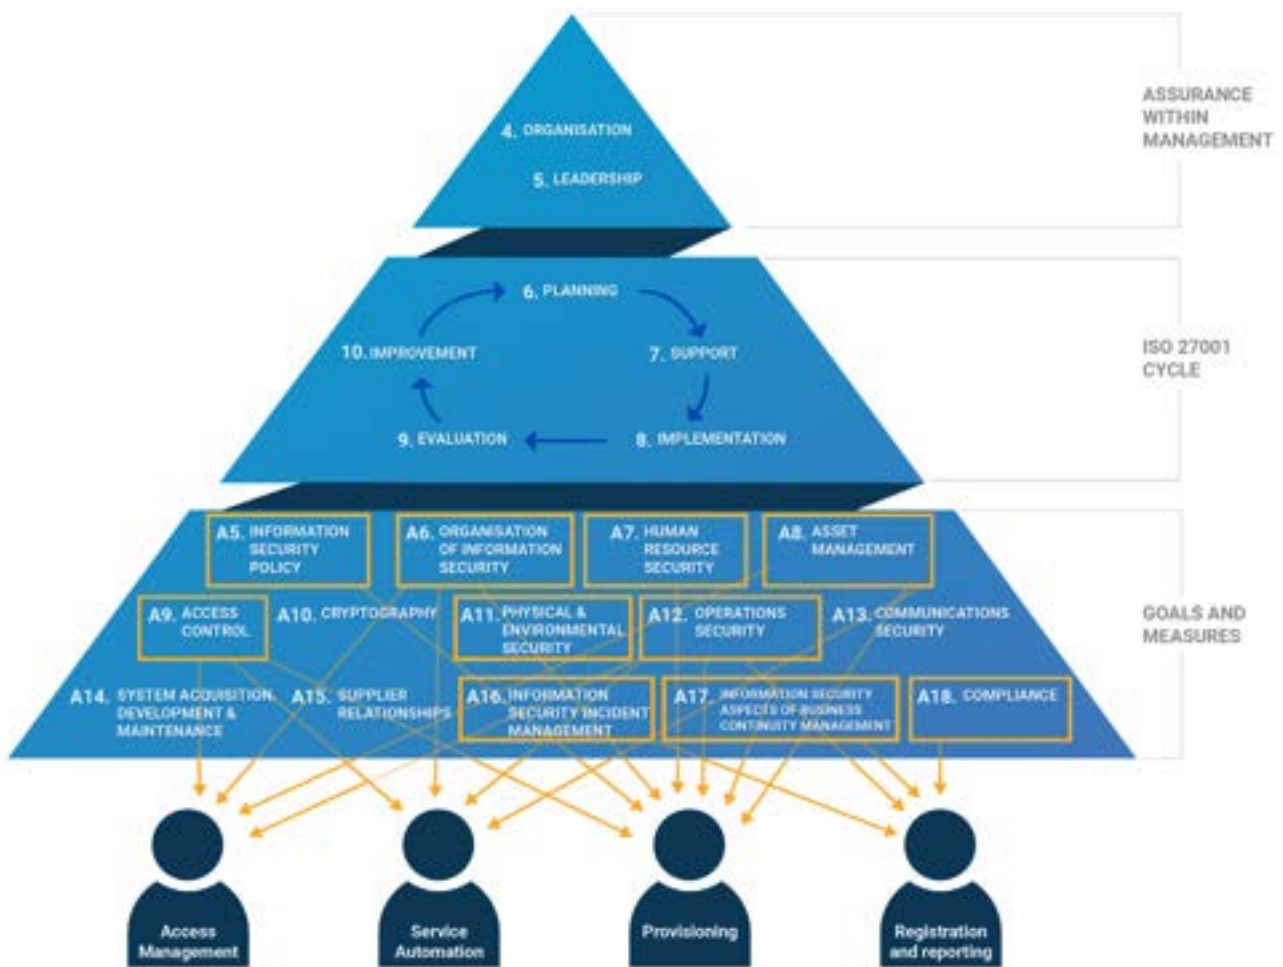 4. ORGANISATION
5. LEADERSHIP
ASSURANCE
WITHIN
MANAGEMENT
6. PLANNING
10. IMPROVEMENT
7. SUPPORT
9. EVALUATION
8. IMPLEMENTATION
ISO 27001
CYCLE
A5. INFORMATION
SECURITY
POLICY
A6. ORGANISATION
OF INFORMATION
SECURITY
A7. HUMAN
RESOURCE
SECURITY
A8. ASSET
MANAGEMENT
A9. ACCESS
CONTROL
A10. CRYPTOGRAPHY
A11. PHYSICAL &
ENVIRONMENTAL
SECURITY
A12. OPERATIONS
SECURITY
A13. COMMUNICATIONS
SECURITY
GOALS AND
MEASURES
A14. SYSTEM ACQUISITION,
DEVELOPMENT &
MAINTENANCE
A15. SUPPLIER
RELATIONSHIPS
A16. INFORMATION
SECURITY INCIDENT
MANAGEMENT
A17. INFORMATION SECURITY
ASPECTS OF BUSINESS
CONTINUITY MANAGEMENT
A18. COMPLIANCE
Access
Management
Service
Automation
Provisioning
Registration
and reporting